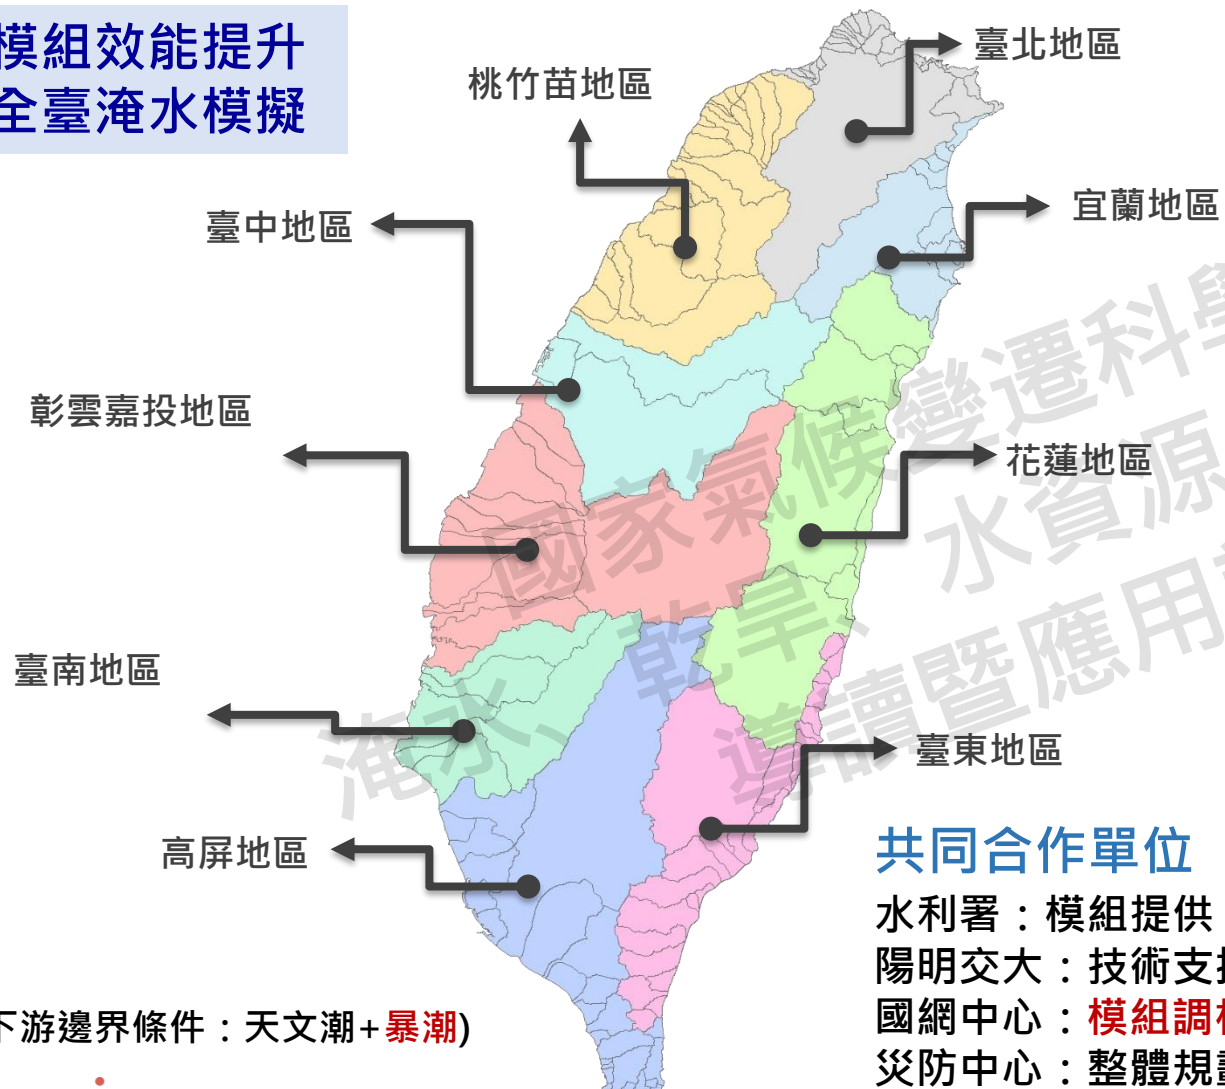 模組效能提升
全臺淹水模擬
臺北地區
桃竹苗地區
宜蘭地區
臺中地區
彰雲嘉投地區
花蓮地區
臺南地區
臺東地區
高屏地區
共同合作單位
水利署：模組提供
陽明交大：技術支
國網中心：模組調
災防中心：整體規劃
下游邊界條件：天文潮+暴潮)
國家氣候變遷科學
淹水、乾旱、水資源
導讀暨應用